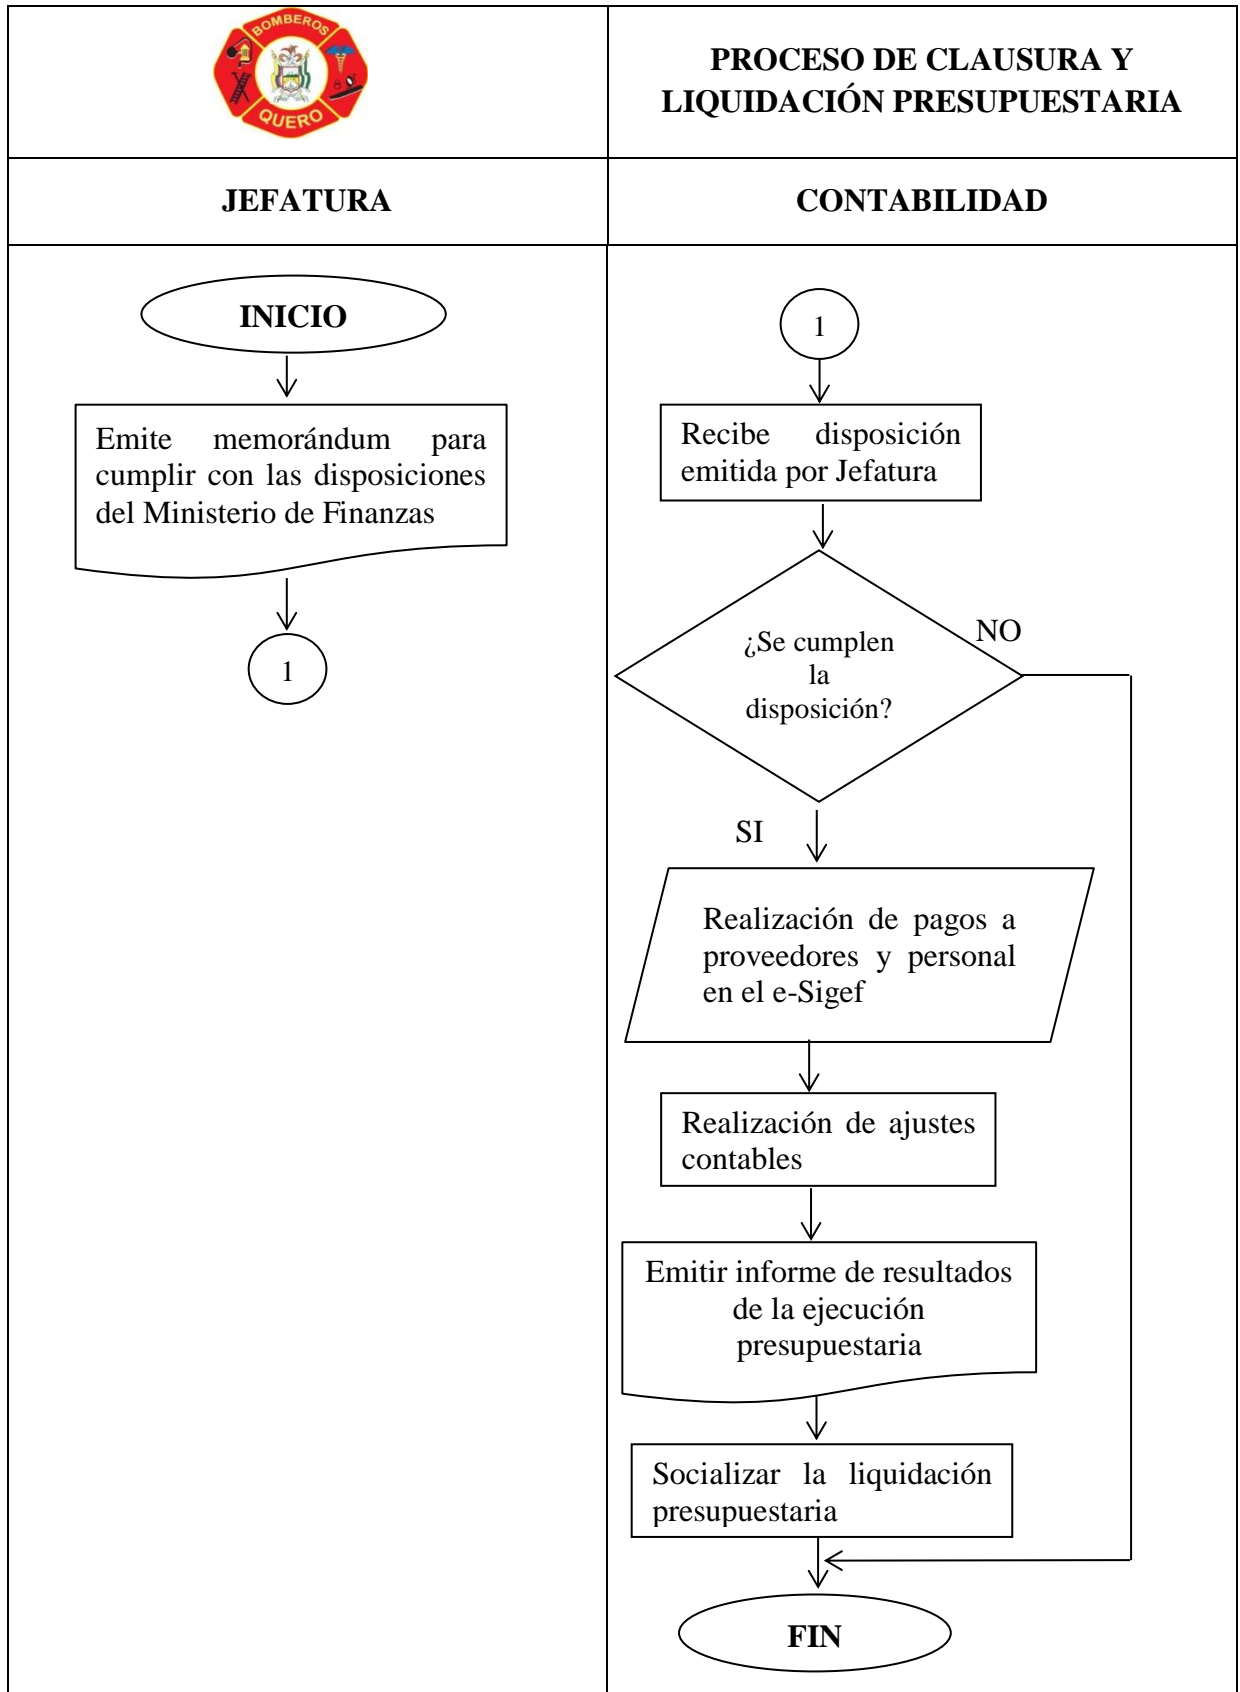 BOMBEROS
QUERO
PROCESO DE CLAUSURA Y
LIQUIDACIÓN PRESUPUESTARIA
JEFATURA
CONTABILIDAD
INICIO
Emite memorándum para
cumplir con las disposiciones
del Ministerio de Finanzas
1
1
Recibe disposición
emitida por Jefatura
¿Se cumplen
la
disposición?
NO
SI
Realización de pagos a
proveedores y personal
en el e-Sigef
Realización de ajustes
contables
Emitir informe de resultados
de la ejecución
presupuestaria
Socializar la liquidación
presupuestaria
FIN